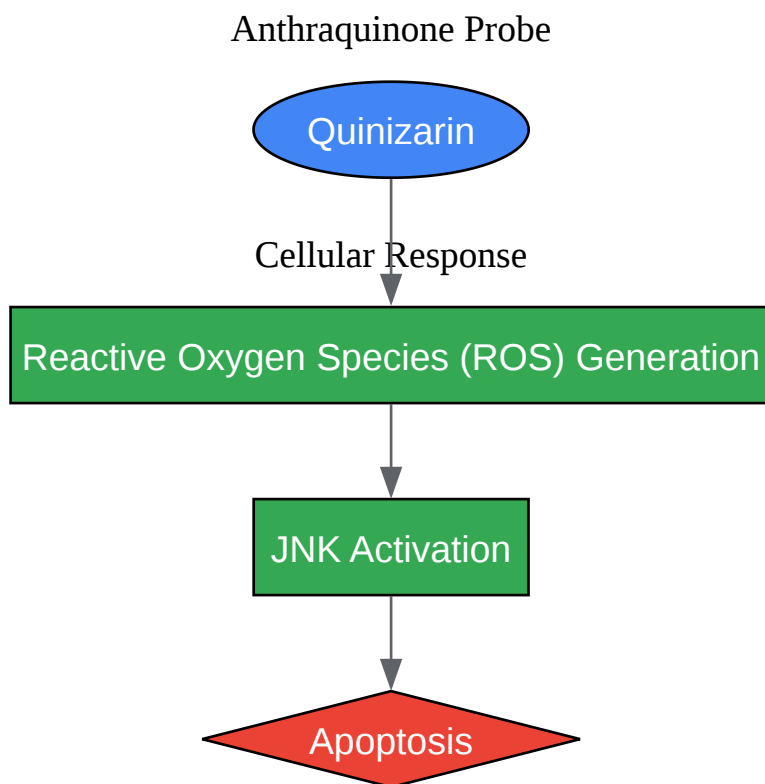 Anthraquinone Probe
Quinizarin
Cellular Response
Reactive Oxygen Species (ROS) Generation
JNK Activation
Apoptosis